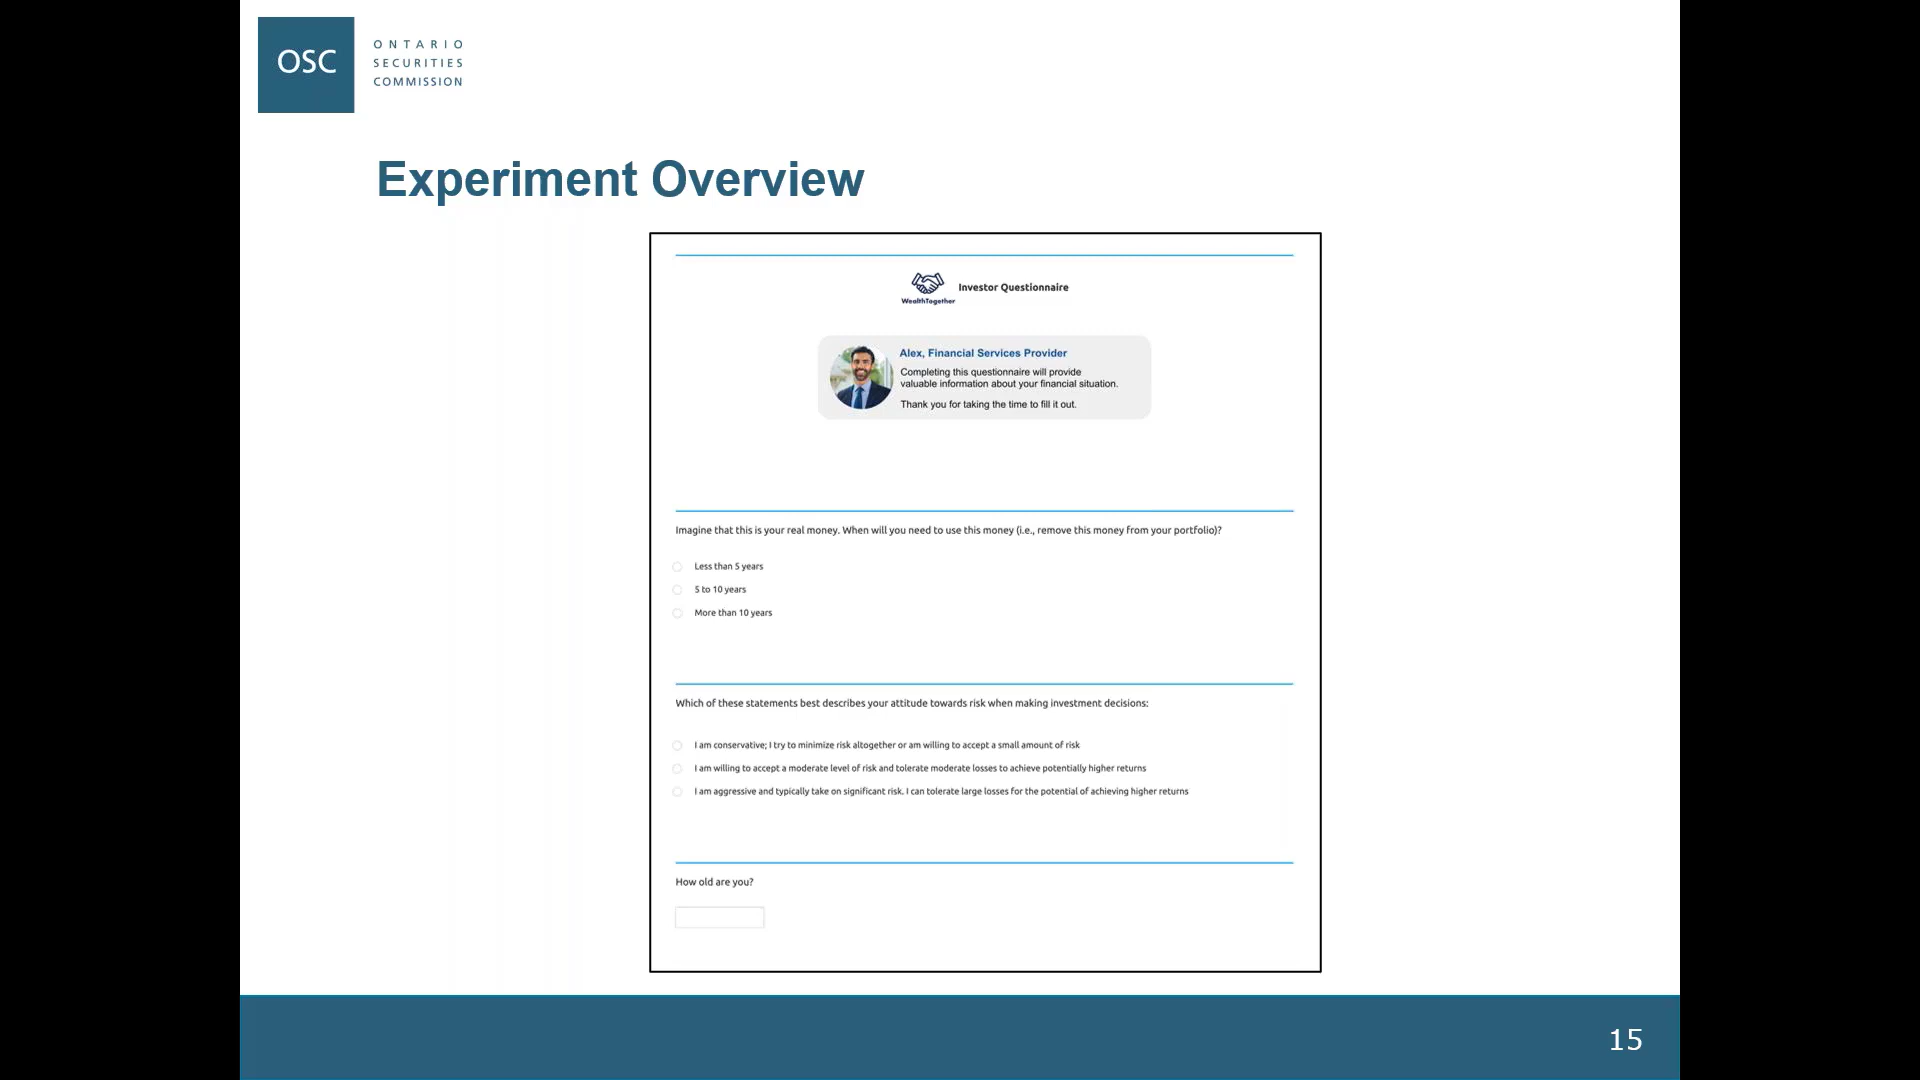 OSC
ONTARIO
SECURITIES
COMMISSION
Experiment Overview
WealthTogether
Investor Questionnaire
Alex, Financial Services Provider
Completing this questionnaire will provide
valuable information about your financial situation.
Thank you for taking the time to fill it out.
Imagine that this is your real money. When will you need to use this money (i.e., remove this money from your portfolio)?
Less than 5 years
5 to 10 years
More than 10 years
Which of these statements best describes your attitude towards risk when making investment decisions:
I am conservative; I try to minimize risk altogether or am willing to accept a small amount of risk
I am willing to accept a moderate level of risk and tolerate moderate losses to achieve potentially higher returns
I am aggressive and typically take on significant risk. I can tolerate large losses for the potential of achieving higher returns
How old are you?
15